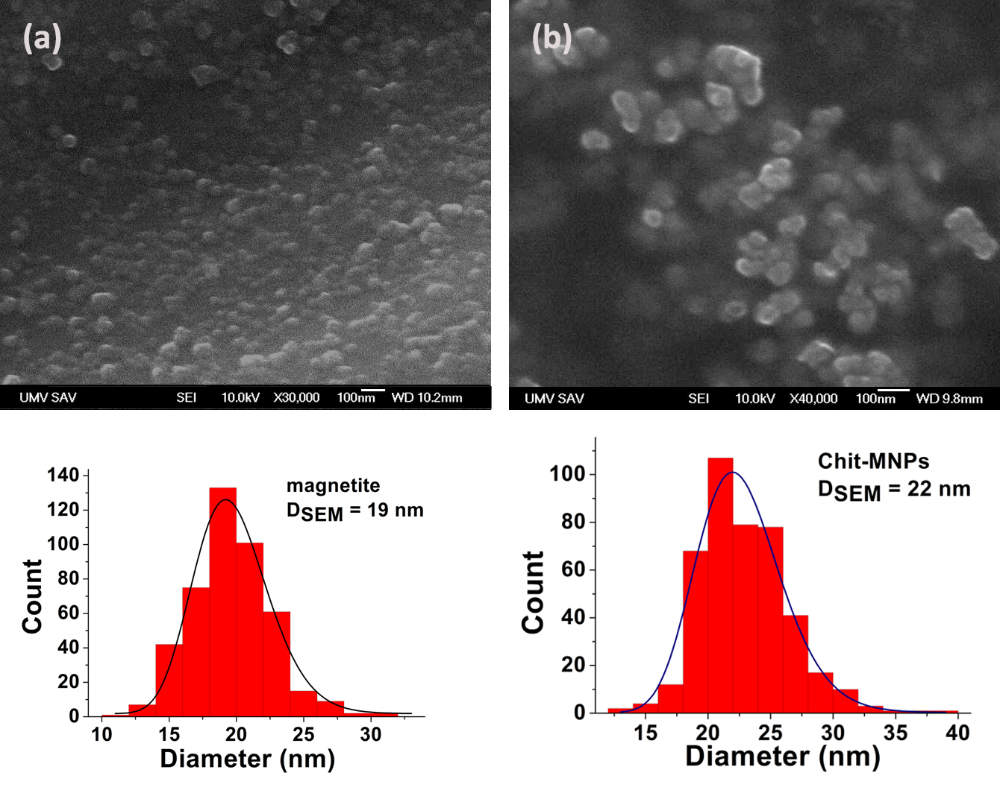 (a)
UMV SAV SEI 10.0kV X30,000 100nm WD 10.2mm
(b)
UMV SAV SEI 10.0kV X40,000 100nm WD 9.8mm
magnetite
DSEM = 19 nm
Count
140
120
100
80
60
40
20
0
10 15 20 25 30
Diameter (nm)
Chit-MNPs
DSEM = 22 nm
Count
100
80
60
40
20
0
15 20 25 30 35 40
Diameter (nm)